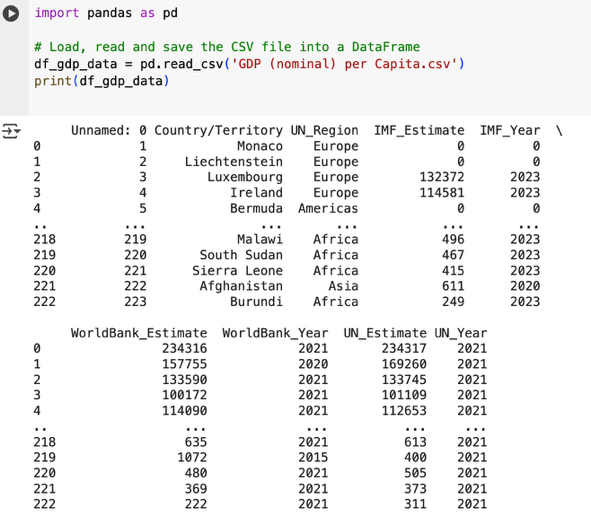 import pandas as pd
# Load, read and save the CSV file into a DataFrame
df_gdp_data = pd.read_csv('GDP (nominal) per Capita.csv')
print(df_gdp_data)
Unnamed: 0 Country/Territory UN_Region IMF_Estimate IMF_Year \
0 1 Monaco Europe 0 0
1 2 Liechtenstein Europe 0 0
2 3 Luxembourg Europe 132372 2023
3 4 Ireland Europe 114581 2023
4 5 Bermuda Americas 0 0
.. ... ... ... ... ...
218 219 Malawi Africa 496 2023
219 220 South Sudan Africa 467 2023
220 221 Sierra Leone Africa 415 2023
221 222 Afghanistan Asia 611 2020
222 223 Burundi Africa 249 2023
WorldBank_Estimate WorldBank_Year UN_Estimate UN_Year
0 234316 2021 234317 2021
1 157755 2020 169260 2021
2 133590 2021 133745 2021
3 100172 2021 101109 2021
4 114090 2021 112653 2021
.. ... ... ... ...
218 635 2021 613 2021
219 1072 2015 400 2021
220 480 2021 505 2021
221 369 2021 373 2021
222 222 2021 311 2021